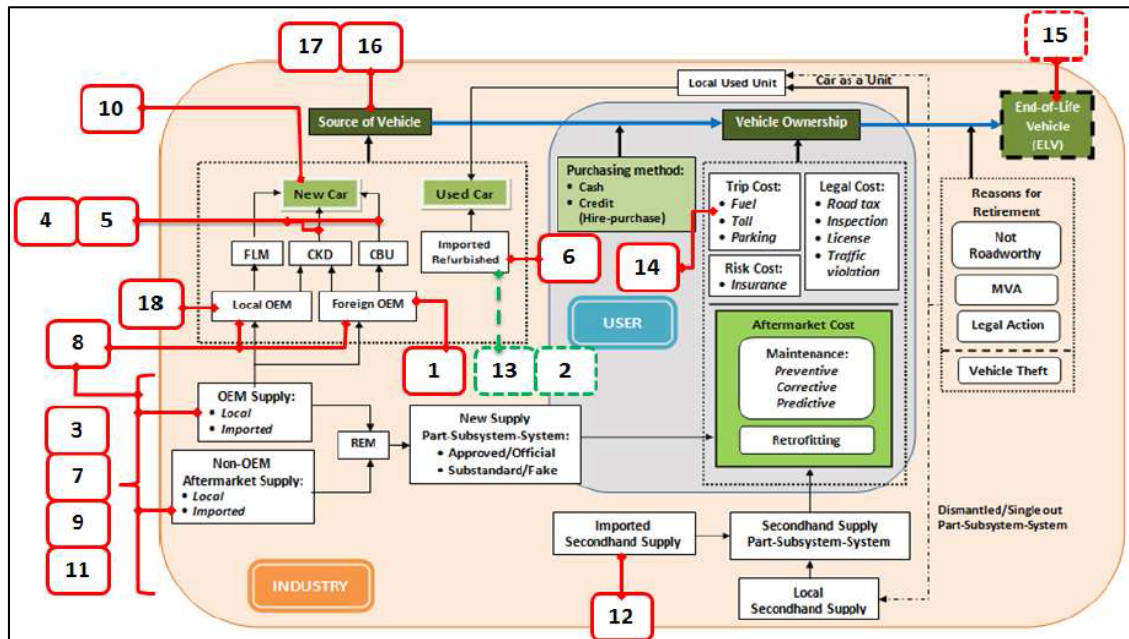 17
16
15
10
Local Used Unit
Car as a Unit
Source of Vehicle
Vehicle Ownership
End-of-Life
Vehicle
(ELV)
New Car
Used Car
Purchasing method:
• Cash
• Credit
(Hire-purchase)
Trip Cost:
• Fuel
• Toll
• Parking
Legal Cost:
• Road tax
• Inspection
• License
• Traffic
violation
Reasons for
Retirement
Not
Roadworthy
MVA
Legal Action
Vehicle Theft
4
5
FLM
CKD
CBU
Imported
Refurbished
6
14
Risk Cost:
• Insurance
18
Local OEM
Foreign OEM
USER
Aftermarket Cost
Maintenance:
Preventive
Corrective
Predictive
Retrofitting
8
1
13
2
OEM Supply:
• Local
• Imported
3
7
9
11
REM
New Supply
Part-Subsystem-System:
• Approved/Official
• Substandard/Fake
Non-OEM
Aftermarket Supply:
• Local
• Imported
Imported
Secondhand Supply
Secondhand Supply
Part-Subsystem-System
Dismantled/Single out
Part-Subsystem-System
INDUSTRY
12
Local
Secondhand Supply